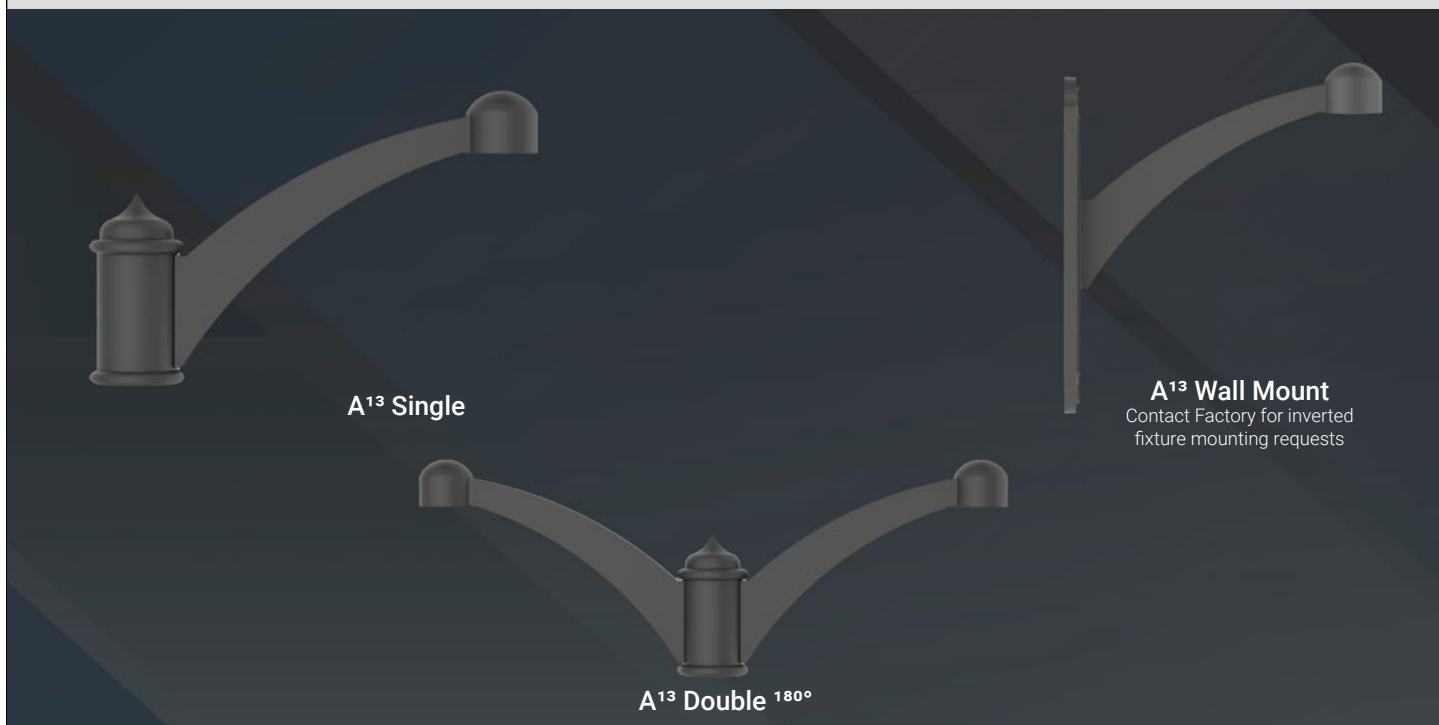 A¹³ Single
A¹³ Wall Mount
Contact Factory for inverted
fixture mounting requests
A¹³ Double ¹⁸⁰°